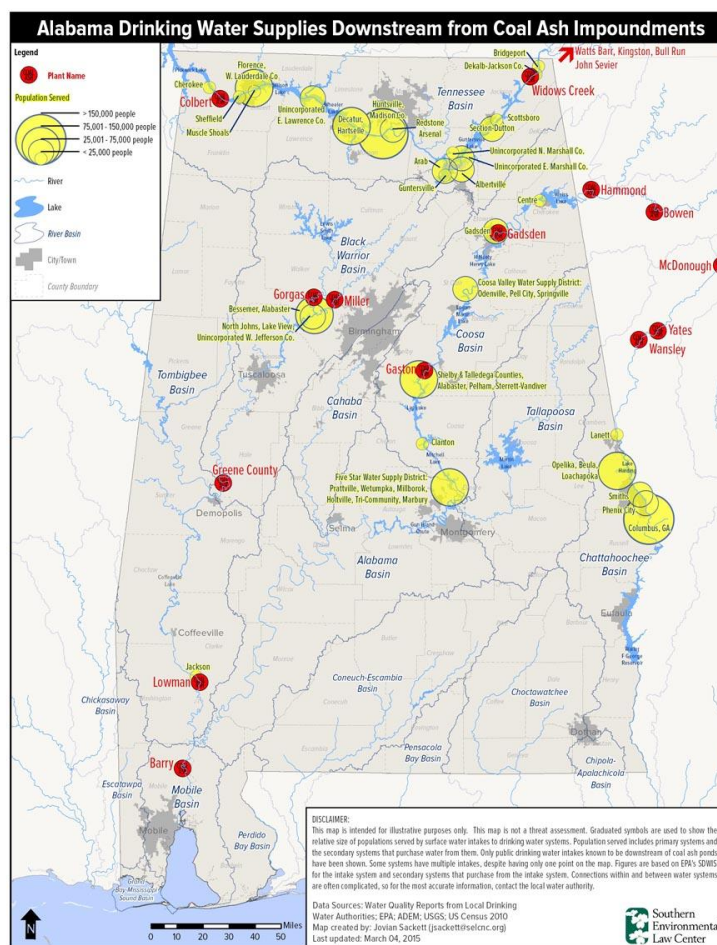 Alabama Drinking Water Supplies Downstream from Coal Ash Impoundments
Legend
Plant Name
Population Served
> 150,000 people
75,001 - 150,000 people
25,001 - 75,000 people
< 25,000 people
River
Lake
River Basin
City/Town
County Boundary
Watts Barr, Kingston, Bull Run
John Sevier
Bridgeport
Dekalb-Jackson Co.
Widows Creek
Tennessee
Basin
Florence,
W. Lauderdale Co
Cherokee
Colbert
Sheffield
Muscle Shoals
Unincorporated
E. Lawrence Co.
Decatur,
Hartselle
Huntsville,
Madison Co.
Redstone
Arsenal
Scottsboro
Section-Dutton
Unincorporated N. Marshall Co.
Unincorporated E. Marshall Co.
Arab
Albertville
Guntersville
Centre
Hammond
Bowen
Gadsden
Gadsden
McDonough
Black
Warrior
Basin
Coosa Valley Water Supply District:
Odenville, Pell City, Springville
Gorgas
Miller
Bessemer, Alabaster
North Johns, Lake View,
Unincorporated W. Jefferson Co.
Birmingham
Coosa
Basin
Yates
Wansley
Gaston
Shelby & Talledega Counties,
Alabaster, Pelham, Sterrett-Vandiver
Tuscaloosa
Tombigbee
Basin
Cahaba
Basin
Lay Lake
Tallapoosa
Basin
Clanton
Mitchell
Lake
Lanett
Opelika, Beula,
Loachapoka
Smiths
Phenix City
Columbus, GA
Greene County
Demopolis
Five Star Water Supply District:
Prattville, Wetumpka, Millborok,
Holtville, Tri-Community, Marbury
Selma
Montgomery
Chattahoochee
Basin
Alabama
Basin
Coffeeville
Lake
Coffeeville
Eufaula
Jackson
Lowman
Chickasaway
Basin
Coneuch-Escambia
Basin
Choctawhatchee
Basin
Dothan
Barry
Pensacola
Bay Basin
Chipola-
Apalachicola
Basin
Escatawpa
Basin
Mobile
Basin
Mobile
Perdido
Bay Basin
N
0 10 20 30 40 50
Miles
DISCLAIMER:
This map is intended for illustrative purposes only. This map is not a threat assessment. Graduated symbols are used to show the
relative size of populations served by surface water intakes to drinking water systems. Population served includes primary systems and
the secondary systems that purchase water from them. Only public drinking water intakes known to be downstream of coal ash ponds
have been shown. Some systems have multiple intakes, despite having only one point on the map. Figures are based on EPA's SDWIS
for the intake system and secondary systems that purchase from the intake system. Connections within and between water systems
are often complicated, so for the most accurate information, contact the local water authority.
Data Sources: Water Quality Reports from Local Drinking
Water Authorities; EPA; ADEM; USGS; US Census 2010
Map created by: Jovian Sackett (jsackett@selcnc.org)
Last updated: March 04, 2015
Southern
Environmental
Law Center